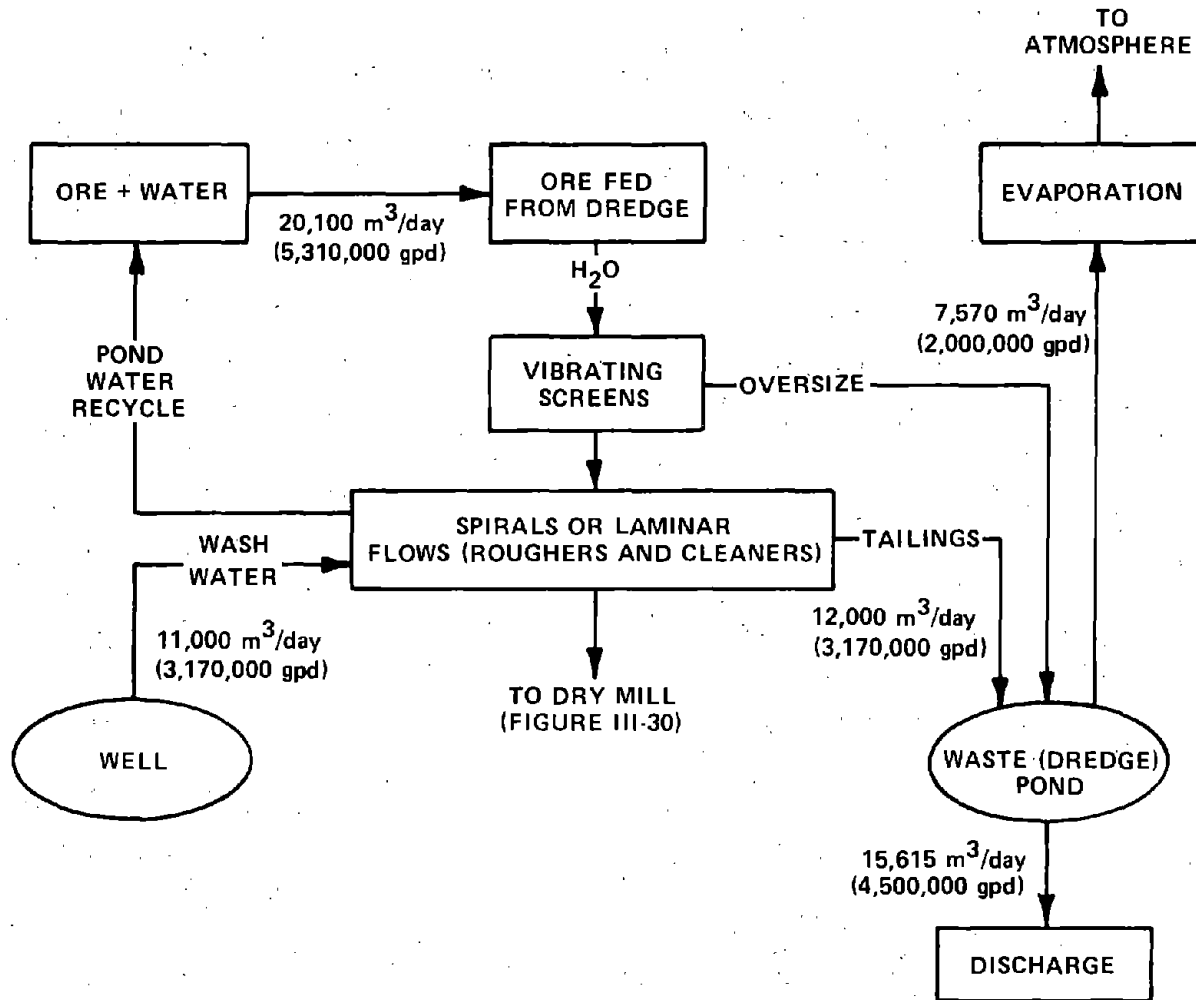 TO
ATMOSPHERE
ORE + WATER
20,100 m³/day
(5,310,000 gpd)
ORE FED
FROM DREDGE
EVAPORATION
H₂O
7,570 m³/day
(2,000,000 gpd)
POND
WATER
RECYCLE
VIBRATING
SCREENS
OVERSIZE
SPIRALS OR LAMINAR
FLOWS (ROUGHERS AND CLEANERS)
TAILINGS
WASH
WATER
11,000 m³/day
(3,170,000 gpd)
12,000 m³/day
(3,170,000 gpd)
TO DRY MILL
(FIGURE III-30)
WELL
WASTE (DREDGE)
POND
15,615 m³/day
(4,500,000 gpd)
DISCHARGE